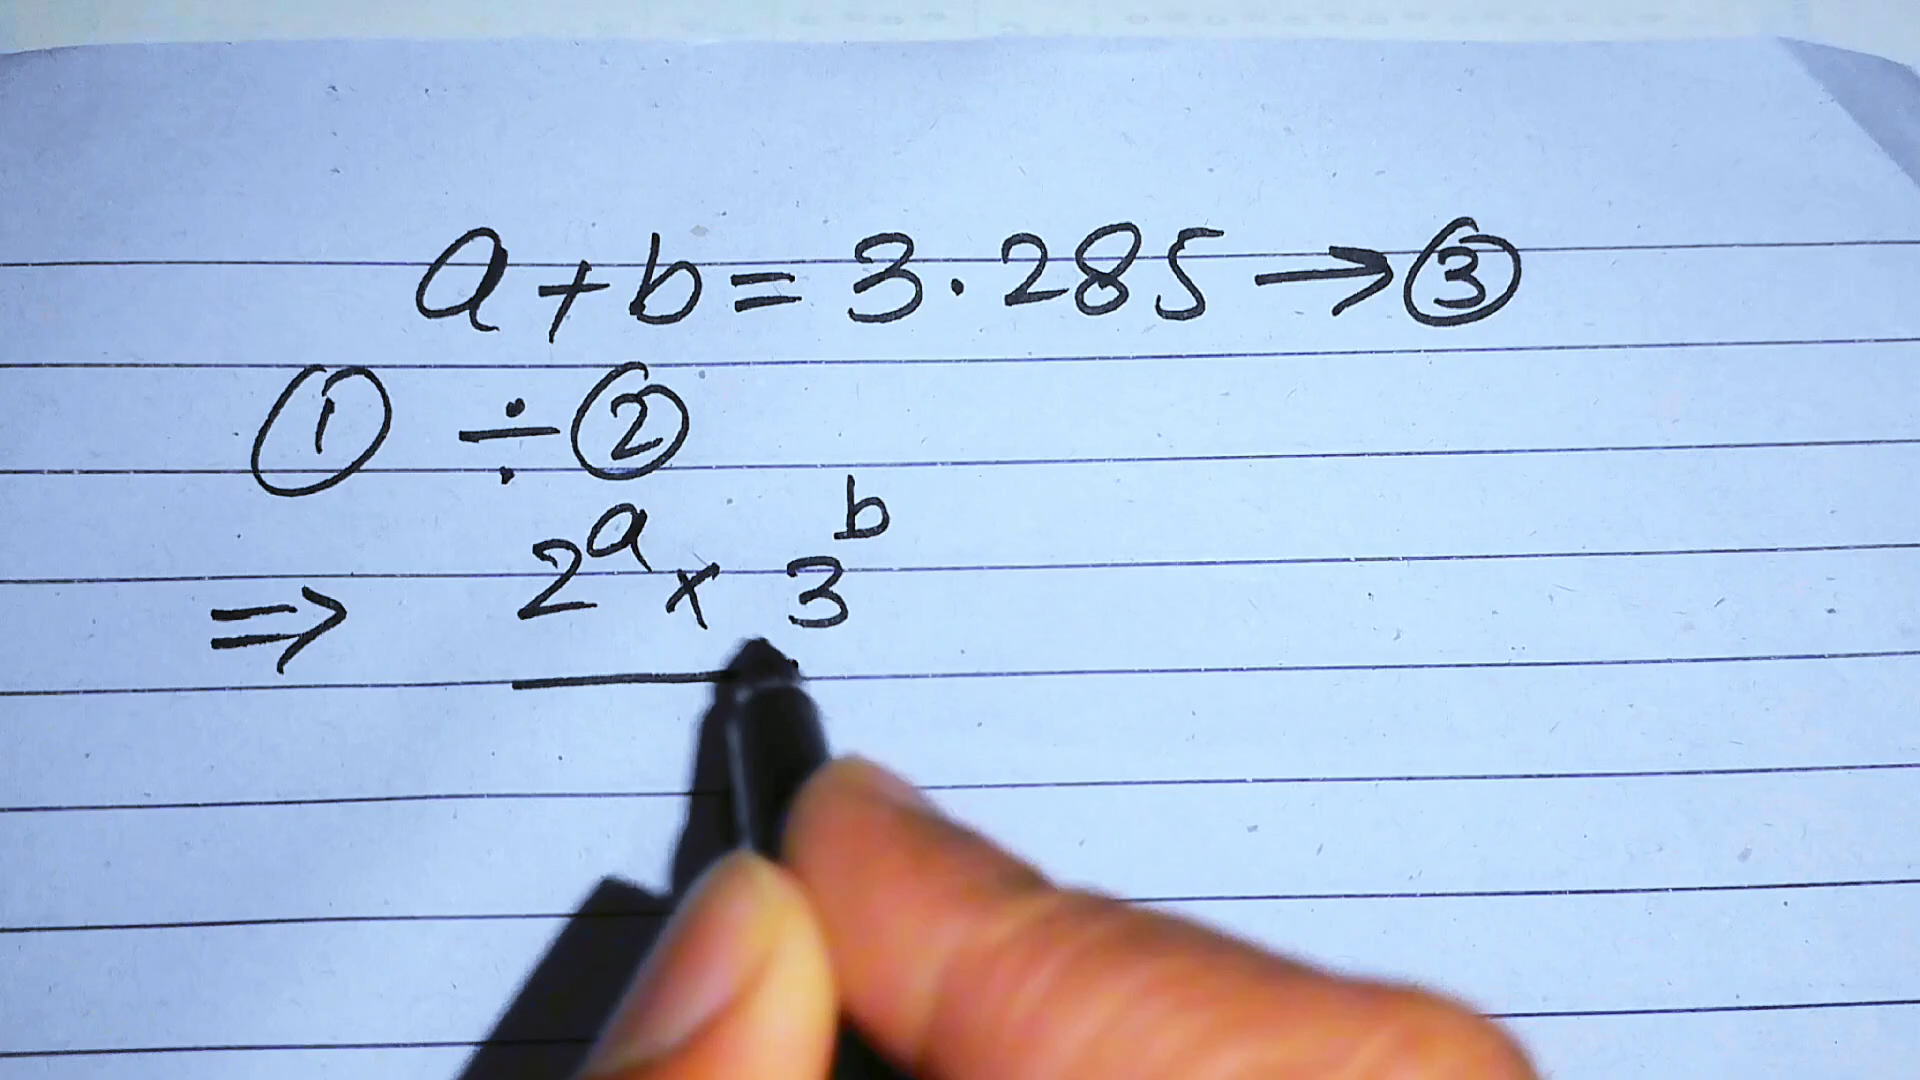 a + b = 3.285 → ③
① ÷ ②
⇒ 2^a × 3^b